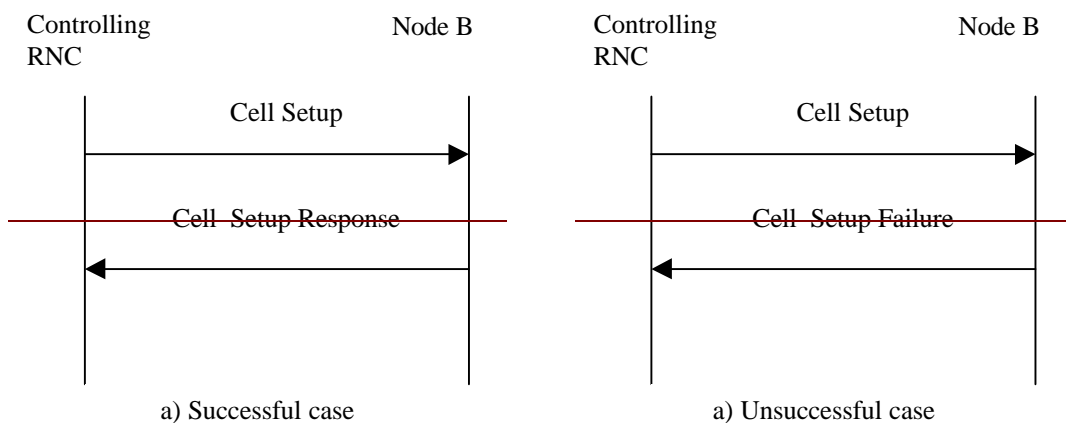 Controlling
RNC
Node B
Cell Setup
Cell  Setup Response
a) Successful case
Controlling
RNC
Node B
Cell Setup
Cell  Setup Failure
a) Unsuccessful case